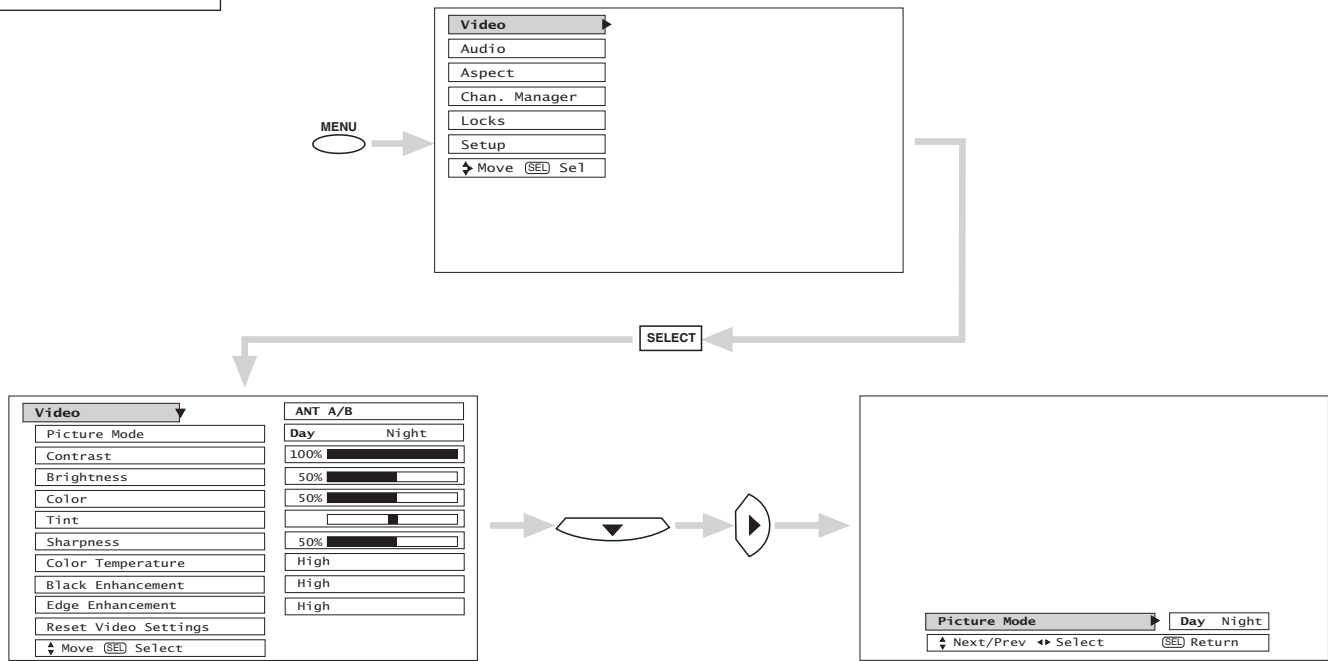 Video
Audio
Aspect
Chan. Manager
Locks
Setup
Move SEL Sel
MENU
SELECT
Video
ANT A/B
Picture Mode
Day Night
Contrast
100%
Brightness
50%
Color
50%
Tint
Sharpness
50%
Color Temperature
High
Black Enhancement
High
Edge Enhancement
High
Reset Video Settings
Move SEL Select
Picture Mode Day Night
Next/Prev Select SEL Return